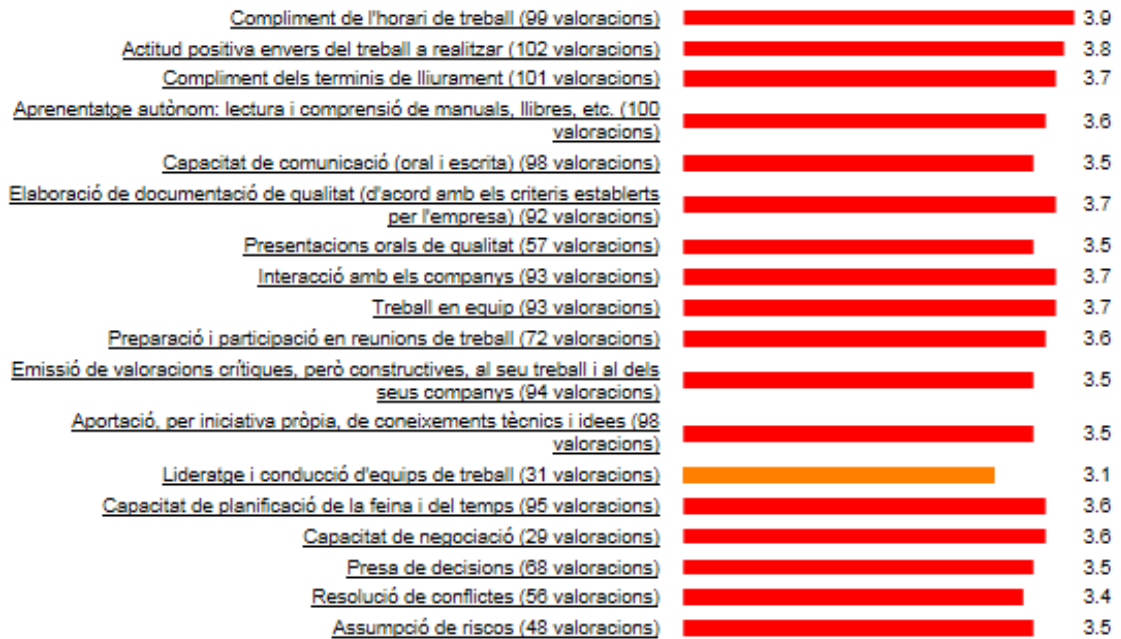 Compliment de l'horari de treball (99 valoracions) 3.9
Actitud positiva envers del treball a realitzar (102 valoracions) 3.8
Compliment dels terminis de lliurament (101 valoracions) 3.7
Aprenentatge autònom: lectura i comprensió de manuals, llibres, etc. (100
valoracions) 3.6
Capacitat de comunicació (oral i escrita) (98 valoracions) 3.5
Elaboració de documentació de qualitat (d'acord amb els criteris establerts
per l'empresa) (92 valoracions) 3.7
Presentacions orals de qualitat (57 valoracions) 3.5
Interacció amb els companys (93 valoracions) 3.7
Treball en equip (93 valoracions) 3.7
Preparació i participació en reunions de treball (72 valoracions) 3.6
Emissió de valoracions crítiques, però constructives, al seu treball i al dels
seus companys (94 valoracions) 3.5
Aportació, per iniciativa pròpia, de coneixements tècnics i idees (98
valoracions) 3.5
Lideratge i conducció d'equips de treball (31 valoracions) 3.1
Capacitat de planificació de la feina i del temps (95 valoracions) 3.6
Capacitat de negociació (29 valoracions) 3.6
Presa de decisions (68 valoracions) 3.5
Resolució de conflictes (56 valoracions) 3.4
Assumpció de riscos (48 valoracions) 3.5